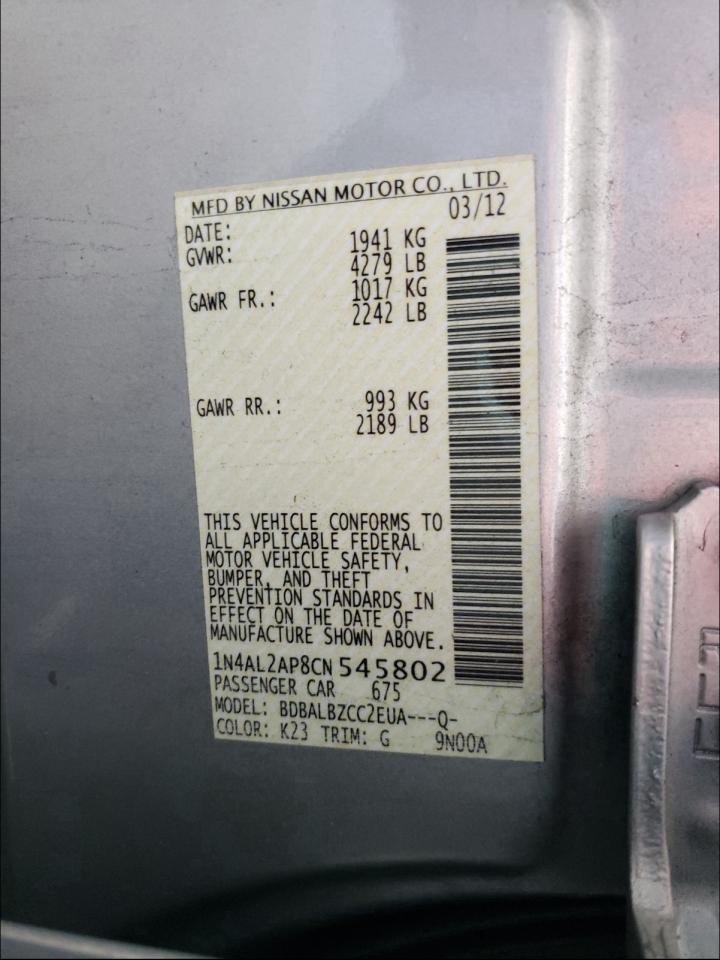 MFD BY NISSAN MOTOR CO., LTD.
DATE: 03/12
GVWR: 1941 KG
4279 LB
GAWR FR.: 1017 KG
2242 LB
GAWR RR.: 993 KG
2189 LB
THIS VEHICLE CONFORMS TO
ALL APPLICABLE FEDERAL
MOTOR VEHICLE SAFETY,
BUMPER, AND THEFT
PREVENTION STANDARDS IN
EFFECT ON THE DATE OF
MANUFACTURE SHOWN ABOVE.
1N4AL2AP8CN545802
PASSENGER CAR 675
MODEL: BDBALBZCC2EUA---Q-
COLOR: K23 TRIM: G 9N00A